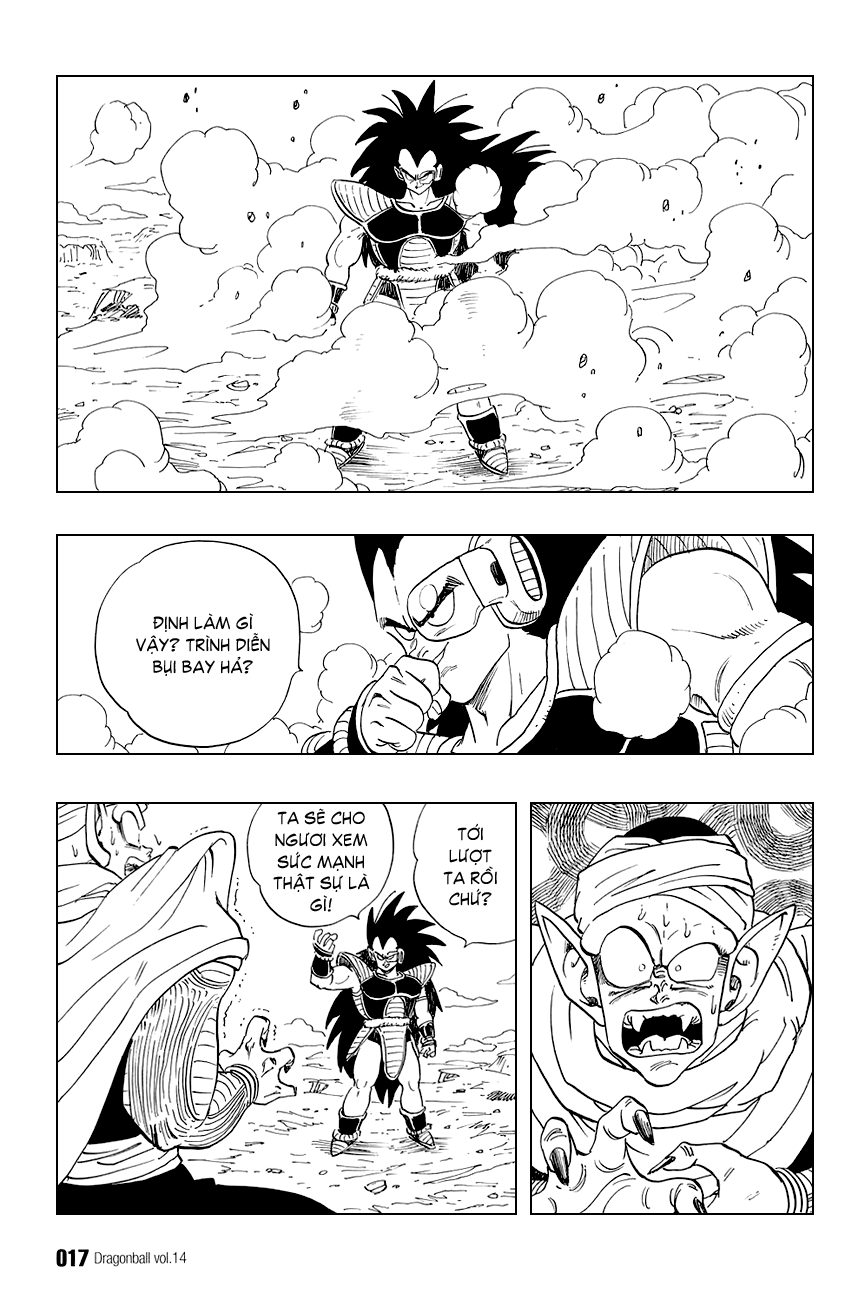 ĐỊNH LÀM GÌ
VẬY? TRÌNH DIỄN
BỤI BAY HẢ?
TỚI
LƯỢT
TA RỒI
CHỨ?
TA SẼ CHO
NGƯƠI XEM
SỨC MẠNH
THẬT SỰ LÀ
GÌ!
017 Dragonball vol.14